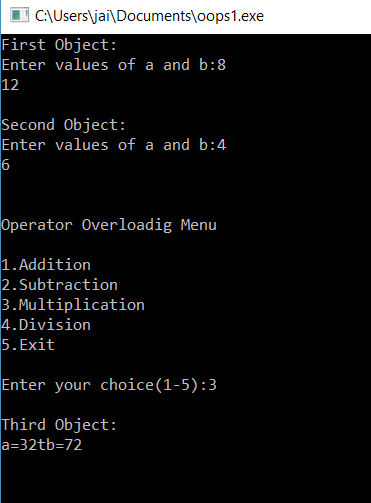 C:\Users\jai\Documents\oops1.exe
First Object:
Enter values of a and b:8
12
Second Object:
Enter values of a and b:4
6
Operator Overloadig Menu
1.Addition
2.Subtraction
3.Multiplication
4.Division
5.Exit
Enter your choice(1-5):3
Third Object:
a=32tb=72